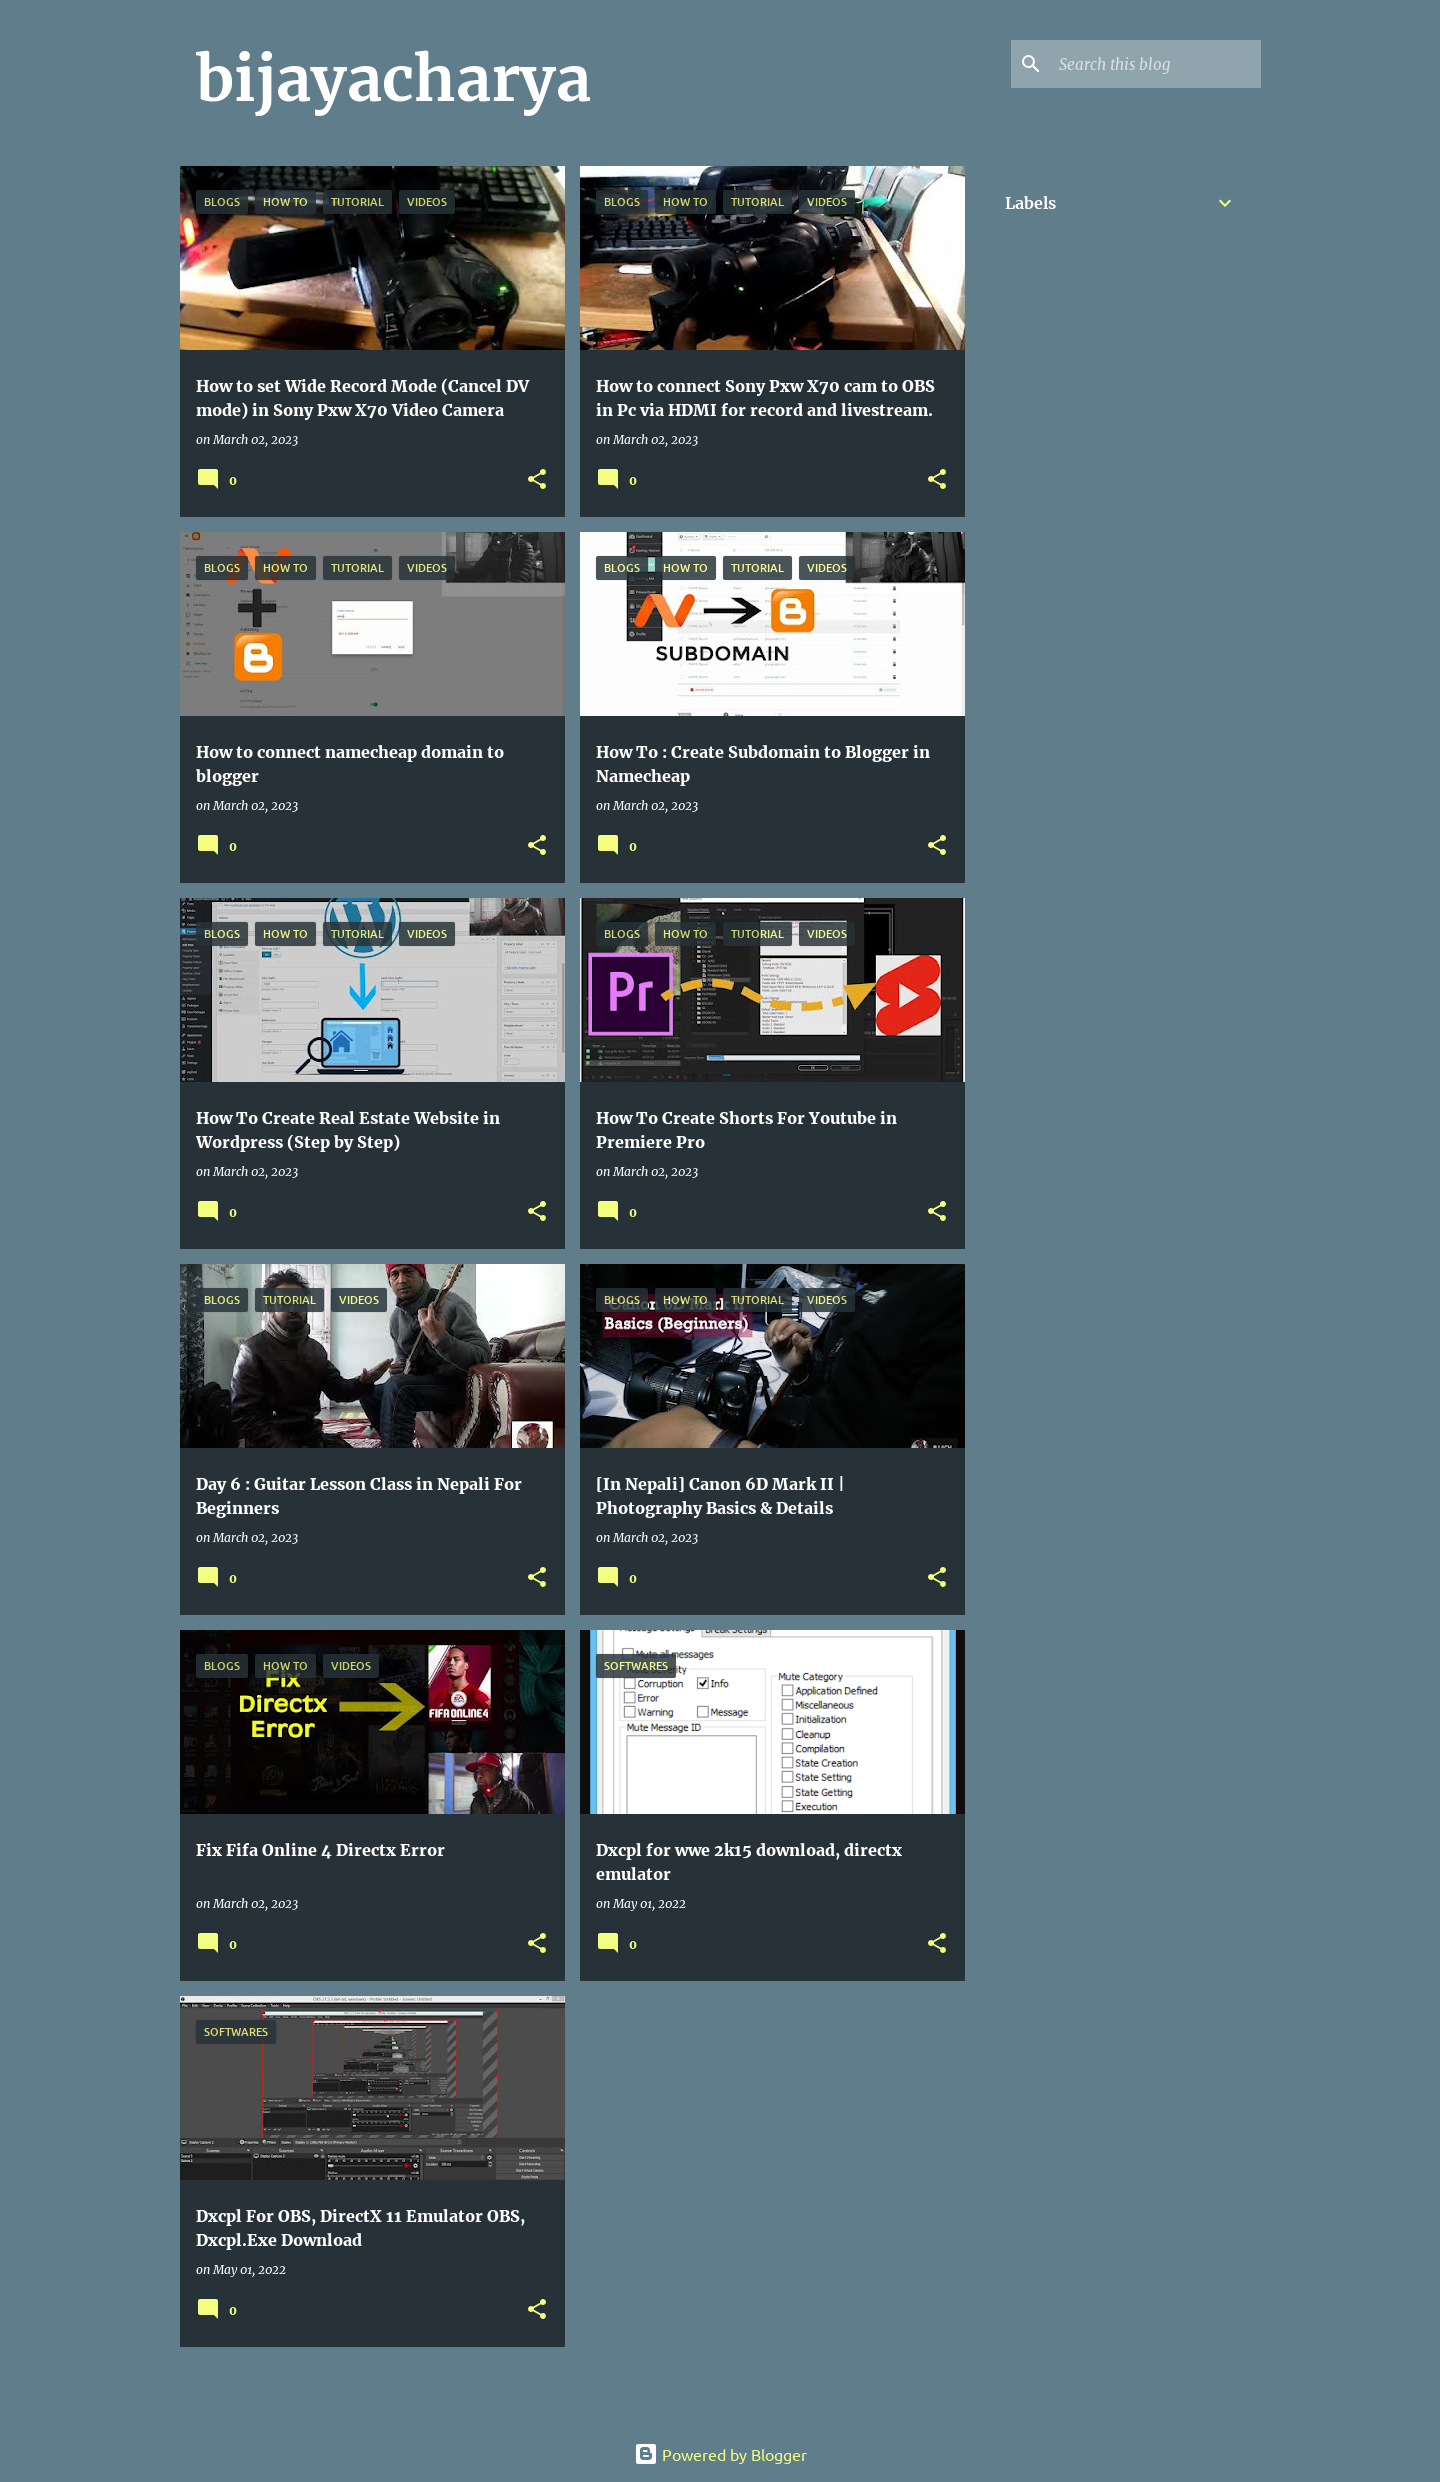 bijayacharya
Search this blog
Labels
BLOGS HOW TO TUTORIAL VIDEOS
How to set Wide Record Mode (Cancel DV
mode) in Sony Pxw X70 Video Camera
on March 02, 2023
0
BLOGS HOW TO TUTORIAL VIDEOS
How to connect Sony Pxw X70 cam to OBS
in Pc via HDMI for record and livestream.
on March 02, 2023
0
BLOGS HOW TO TUTORIAL VIDEOS
How to connect namecheap domain to
blogger
on March 02, 2023
0
BLOGS HOW TO TUTORIAL VIDEOS
SUBDOMAIN
How To : Create Subdomain to Blogger in
Namecheap
on March 02, 2023
0
BLOGS HOW TO TUTORIAL VIDEOS
How To Create Real Estate Website in
Wordpress (Step by Step)
on March 02, 2023
0
BLOGS HOW TO TUTORIAL VIDEOS
Pr
How To Create Shorts For Youtube in
Premiere Pro
on March 02, 2023
0
BLOGS TUTORIAL VIDEOS
Day 6 : Guitar Lesson Class in Nepali For
Beginners
on March 02, 2023
0
BLOGS HOW TO TUTORIAL VIDEOS
Canon 6D Mark II
Basics (Beginners)
[In Nepali] Canon 6D Mark II |
Photography Basics & Details
on March 02, 2023
0
BLOGS HOW TO VIDEOS
Fix
Directx
Error
EA SPORTS
FIFA ONLINE 4
Fix Fifa Online 4 Directx Error
on March 02, 2023
0
Message Settings Break Settings
SOFTWARES
Mute all messages
Corruption Info
Error
Warning Message
Mute Message ID
Mute Category
Application Defined
Miscellaneous
Initialization
Cleanup
Compilation
State Creation
State Setting
State Getting
Execution
Dxcpl for wwe 2k15 download, directx
emulator
on May 01, 2022
0
SOFTWARES
Dxcpl For OBS, DirectX 11 Emulator OBS,
Dxcpl.Exe Download
on May 01, 2022
0
Powered by Blogger